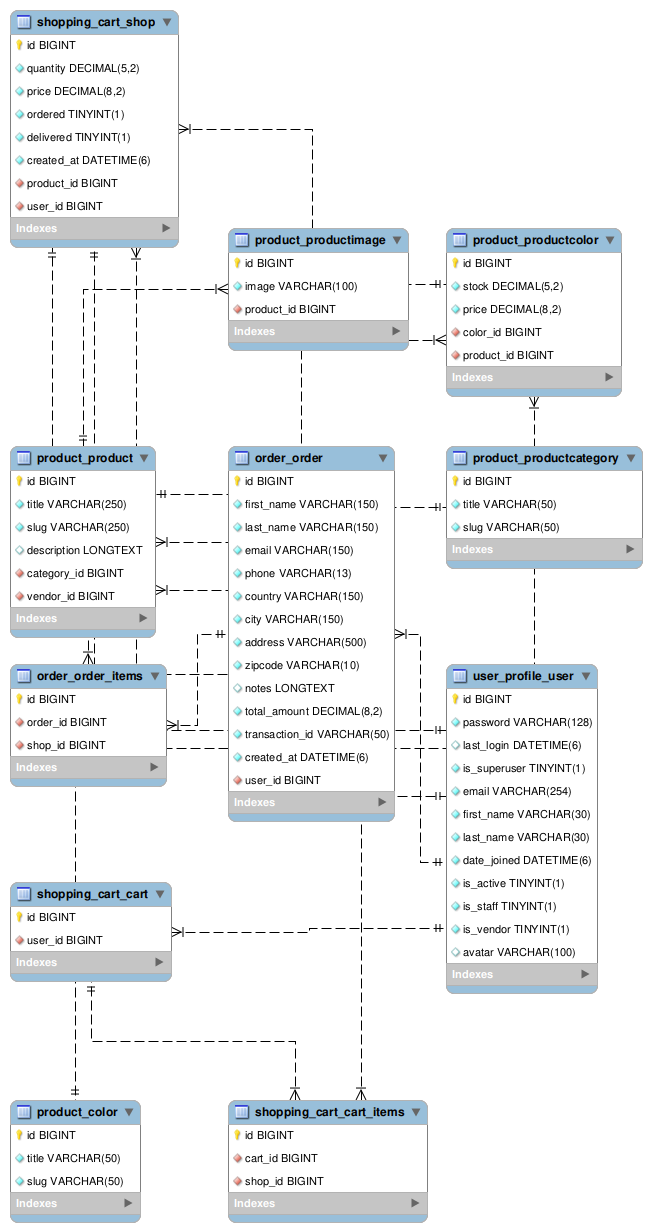 shopping_cart_shop
id BIGINT
quantity DECIMAL(5,2)
price DECIMAL(8,2)
ordered TINYINT(1)
delivered TINYINT(1)
created_at DATETIME(6)
product_id BIGINT
user_id BIGINT
Indexes
product_productimage
id BIGINT
image VARCHAR(100)
product_id BIGINT
Indexes
product_productcolor
id BIGINT
stock DECIMAL(5,2)
price DECIMAL(8,2)
color_id BIGINT
product_id BIGINT
Indexes
product_product
id BIGINT
title VARCHAR(250)
slug VARCHAR(250)
description LONGTEXT
category_id BIGINT
vendor_id BIGINT
Indexes
order_order
id BIGINT
first_name VARCHAR(150)
last_name VARCHAR(150)
email VARCHAR(150)
phone VARCHAR(13)
country VARCHAR(150)
city VARCHAR(150)
address VARCHAR(500)
zipcode VARCHAR(10)
notes LONGTEXT
total_amount DECIMAL(8,2)
transaction_id VARCHAR(50)
created_at DATETIME(6)
user_id BIGINT
Indexes
product_productcategory
id BIGINT
title VARCHAR(50)
slug VARCHAR(50)
Indexes
order_order_items
id BIGINT
order_id BIGINT
shop_id BIGINT
Indexes
user_profile_user
id BIGINT
password VARCHAR(128)
last_login DATETIME(6)
is_superuser TINYINT(1)
email VARCHAR(254)
first_name VARCHAR(30)
last_name VARCHAR(30)
date_joined DATETIME(6)
is_active TINYINT(1)
is_staff TINYINT(1)
is_vendor TINYINT(1)
avatar VARCHAR(100)
Indexes
shopping_cart_cart
id BIGINT
user_id BIGINT
Indexes
product_color
id BIGINT
title VARCHAR(50)
slug VARCHAR(50)
Indexes
shopping_cart_cart_items
id BIGINT
cart_id BIGINT
shop_id BIGINT
Indexes